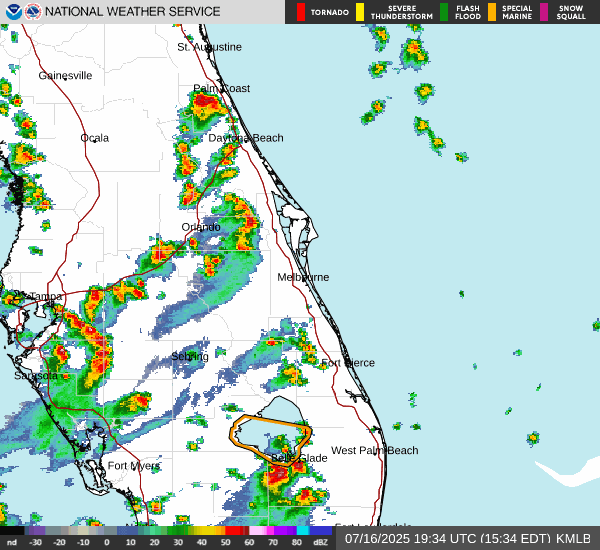 NATIONAL WEATHER SERVICE
TORNADO
SEVERE THUNDERSTORM
FLASH FLOOD
SPECIAL MARINE
SNOW SQUALL
St. Augustine
Gainesville
Palm Coast
Ocala
Daytona Beach
Orlando
Melbourne
Tampa
Sebring
Fort Pierce
Sarasota
West Palm Beach
Belle Glade
Fort Myers
Fort Lauderdale
nd -30 -20 -10 0 10 20 30 40 50 60 70 80 dBZ
07/16/2025 19:34 UTC (15:34 EDT) KMLB